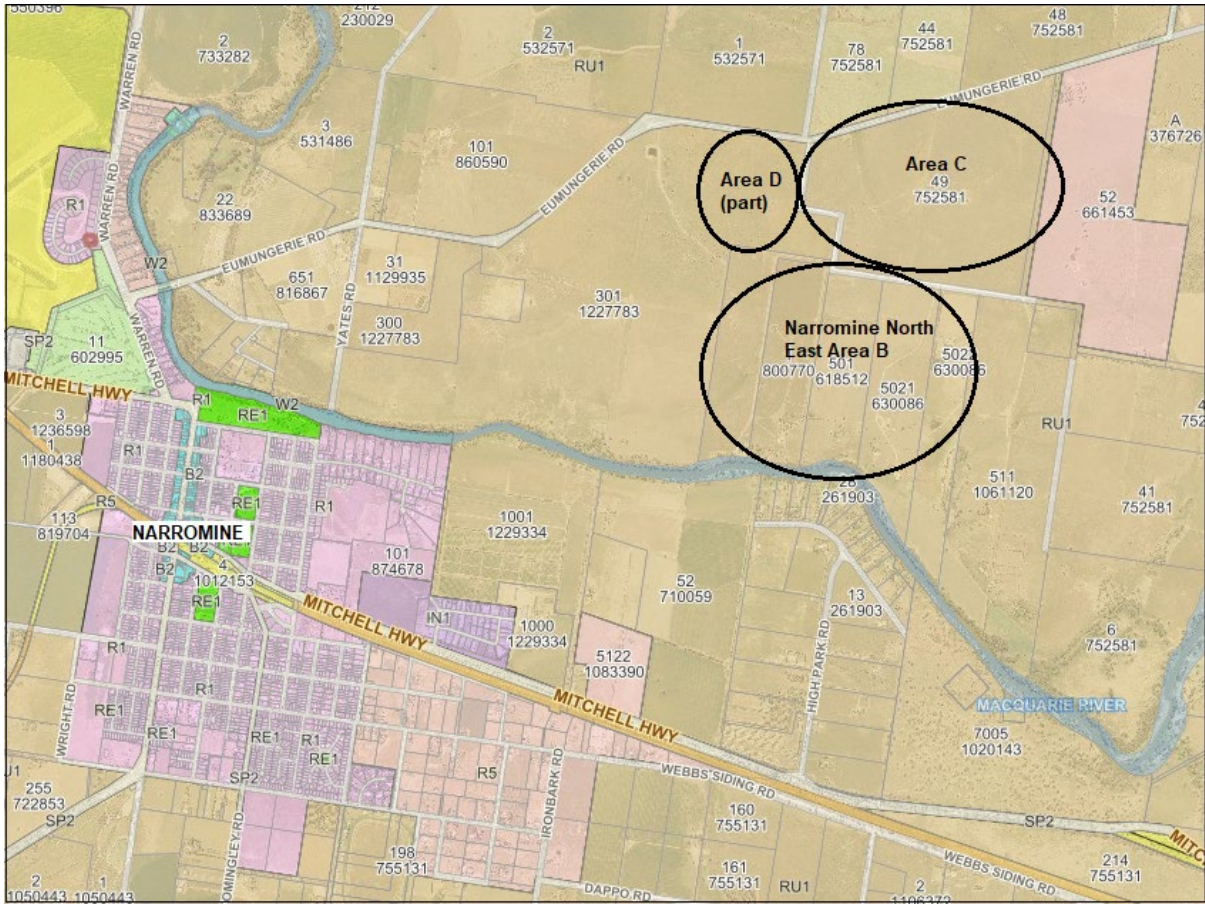 2
733282
230029
2
532571
RU1
1
532571
78
752581
44
752581
48
752581
WARREN RD
3
531486
101
860590
EUMUNGERIE RD
A
376726
Area D
(part)
Area C
49
752581
52
661453
R1
WARREN RD
22
833689
EUMUNGERIE RD
EUMUNGERIE RD
W2
651
816867
31
1129935
YATES RD
300
1227783
301
1227783
Narromine North
East Area B
800770
501
618512
5021
630086
5022
630086
SP2
11
602995
WARREN RD
MITCHELL HWY
R1
RE1
W2
3
1236598
1
1180438
R1
B2
RE1
R1
RU1
511
1061120
41
752581
28
261903
R5
113
819704
NARROMINE
B2
B2
B2
4
1012153
RE1
101
874678
1001
1229334
52
710059
13
261903
MITCHELL HWY
IN1
1000
1229334
5122
1083390
HIGH PARK RD
6
752581
MACQUARIE RIVER
7005
1020143
R1
R1
RE1
WRIGHT RD
RE1
RE1
R1
RE1
MITCHELL HWY
SP2
R5
IRONBARK RD
WEBBS SIDING RD
255
722853
SP2
160
755131
SP2
198
755131
161
755131
RU1
WEBBS SIDING RD
214
755131
2
1050443
1
1050443
DAPPO RD
2